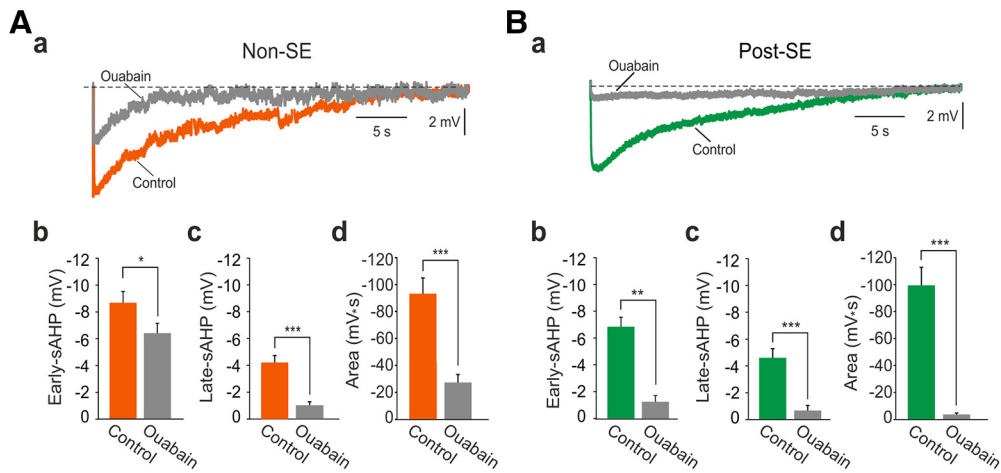 A
a
Non-SE
Ouabain
Control
5 s
2 mV
b
Early-sAHP (mV)
-12
-10
-8
-6
-4
-2
0
*
Control
Ouabain
c
Late-sAHP (mV)
-12
-10
-8
-6
-4
-2
0
***
Control
Ouabain
d
Area (mV*s)
-120
-100
-80
-60
-40
-20
0
***
Control
Ouabain
B
a
Post-SE
Ouabain
Control
5 s
2 mV
b
Early-sAHP (mV)
-12
-10
-8
-6
-4
-2
0
**
Control
Ouabain
c
Late-sAHP (mV)
-12
-10
-8
-6
-4
-2
0
***
Control
Ouabain
d
Area (mV*s)
-120
-100
-80
-60
-40
-20
0
***
Control
Ouabain